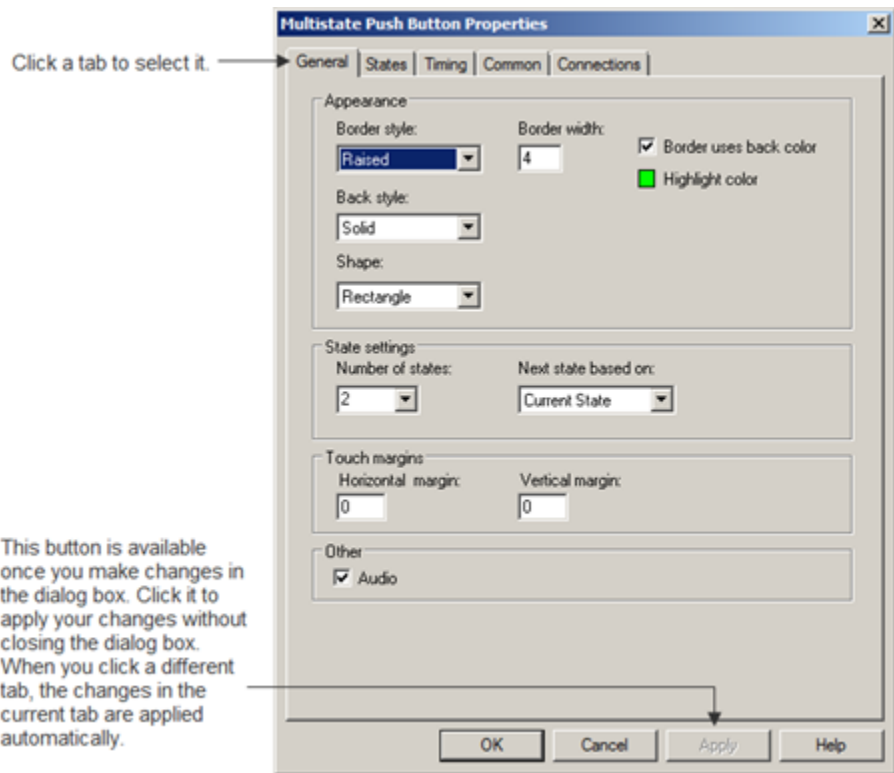 Multistate Push Button Properties
Click a tab to select it.
General States Timing Common Connections
Appearance
Border style: Border width:
Raised 4 Border uses back color
Highlight color
Back style:
Solid
Shape:
Rectangle
State settings
Number of states: Next state based on:
2 Current State
Touch margins
Horizontal margin: Vertical margin:
0 0
Other
Audio
This button is available
once you make changes in
the dialog box. Click it to
apply your changes without
closing the dialog box.
When you click a different
tab, the changes in the
current tab are applied
automatically.
OK Cancel Apply Help